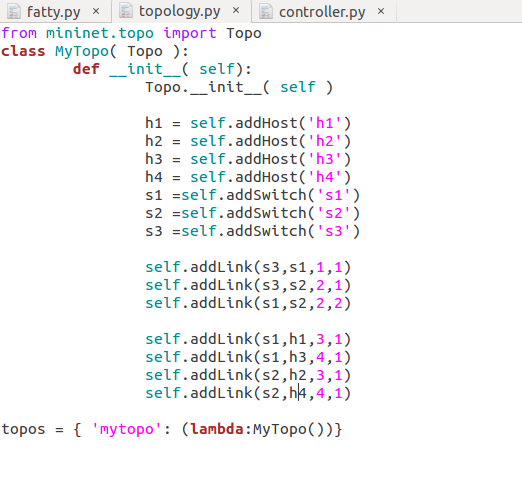 fatty.py × topology.py × controller.py ×
from mininet.topo import Topo
class MyTopo( Topo ):
        def __init__( self):
                Topo.__init__( self )

                h1 = self.addHost('h1')
                h2 = self.addHost('h2')
                h3 = self.addHost('h3')
                h4 = self.addHost('h4')
                s1 =self.addSwitch('s1')
                s2 =self.addSwitch('s2')
                s3 =self.addSwitch('s3')

                self.addLink(s3,s1,1,1)
                self.addLink(s3,s2,2,1)
                self.addLink(s1,s2,2,2)

                self.addLink(s1,h1,3,1)
                self.addLink(s1,h3,4,1)
                self.addLink(s2,h2,3,1)
                self.addLink(s2,h4,4,1)

topos = { 'mytopo': (lambda:MyTopo())}